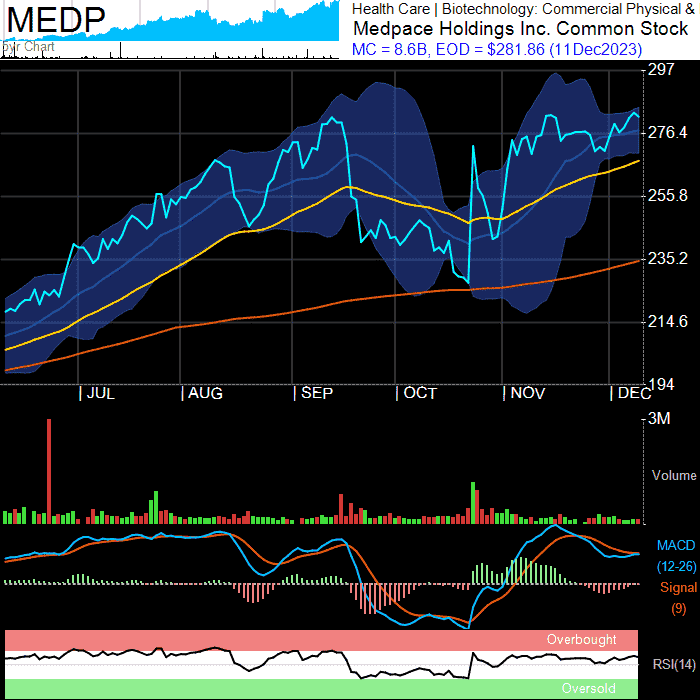 MEDP
Health Care | Biotechnology: Commercial Physical &
Medpace Holdings Inc. Common Stock
MC = 8.6B, EOD = $281.86 (11Dec2023)
5yr Chart
297
276.4
255.8
235.2
214.6
194
| JUL | AUG | SEP | OCT | NOV | DEC
3M
Volume
MACD
(12-26)
Signal
(9)
Overbought
RSI(14)
Oversold